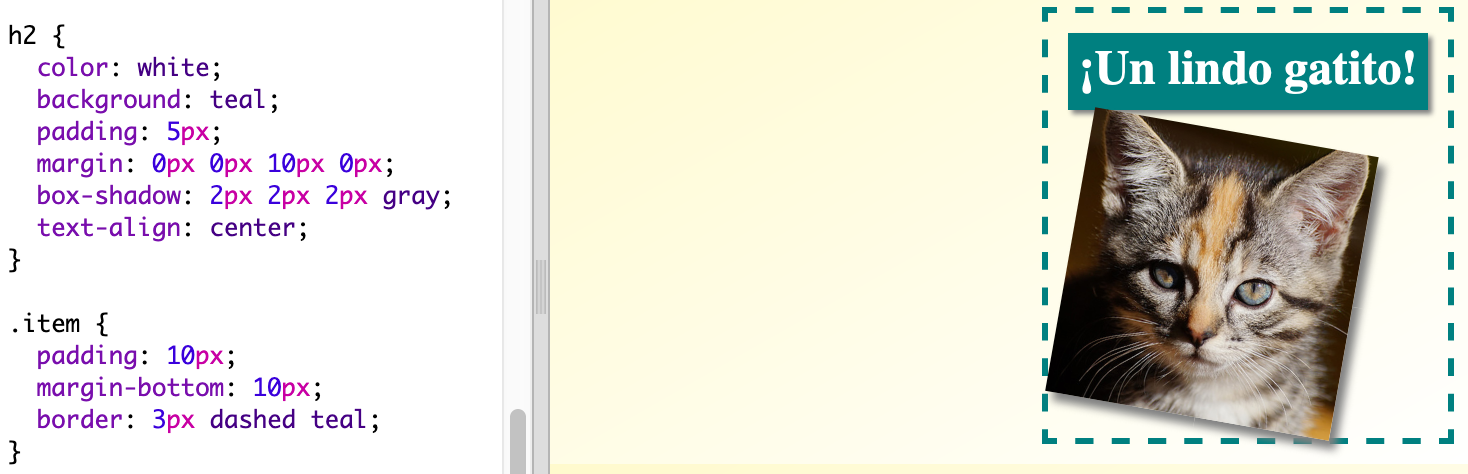 h2 {
  color: white;
  background: teal;
  padding: 5px;
  margin: 0px 0px 10px 0px;
  box-shadow: 2px 2px 2px gray;
  text-align: center;
}

.item {
  padding: 10px;
  margin-bottom: 10px;
  border: 3px dashed teal;
}
¡Un lindo gatito!